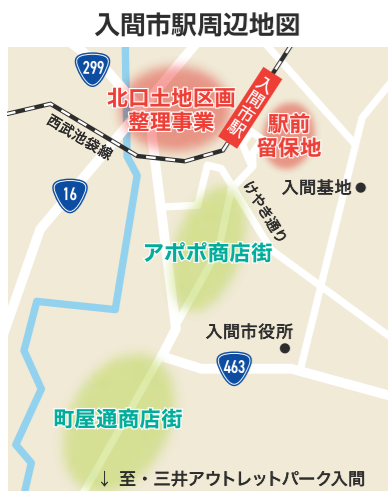 入間市駅周辺地図
299
北口土地区画
整理事業
入間市駅
駅前
留保地
西武池袋線
16
入間基地
けやき通り
アポポ商店街
入間市役所
463
町屋通商店街
↓ 至・三井アウトレットパーク入間